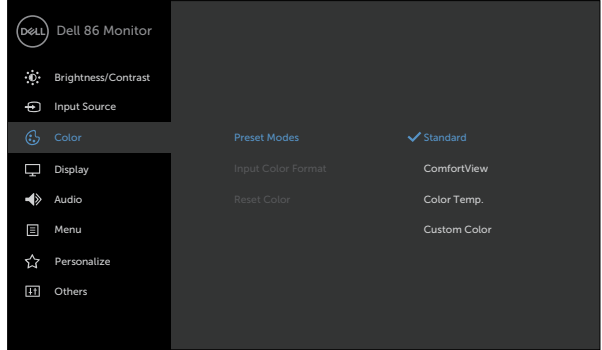 DELL Dell 86 Monitor
Brightness/Contrast
Input Source
Color Preset Modes Standard
Display Input Color Format ComfortView
Audio Reset Color Color Temp.
Menu Custom Color
Personalize
Others